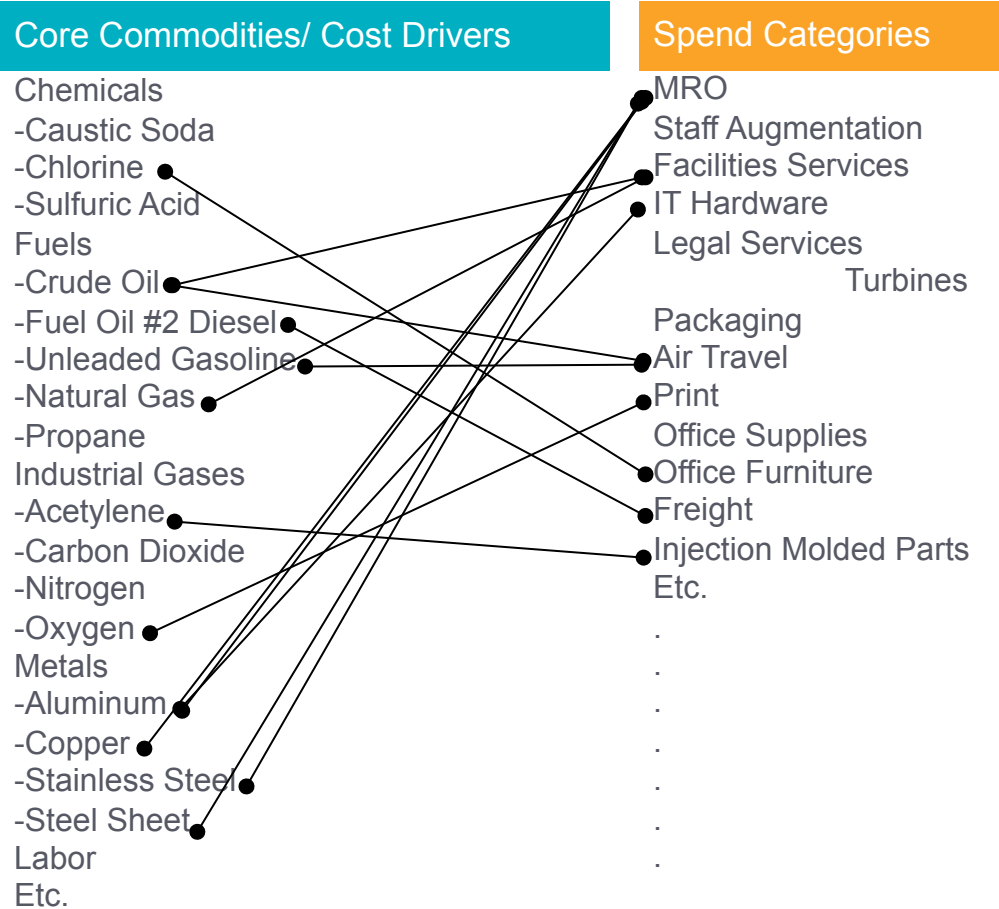 Core Commodities/ Cost Drivers
Chemicals
-Caustic Soda
-Chlorine
-Sulfuric Acid
Fuels
-Crude Oil
-Fuel Oil #2 Diesel
-Unleaded Gasoline
-Natural Gas
-Propane
Industrial Gases
-Acetylene
-Carbon Dioxide
-Nitrogen
-Oxygen
Metals
-Aluminum
-Copper
-Stainless Steel
-Steel Sheet
Labor
Etc.
Spend Categories
MRO
Staff Augmentation
Facilities Services
IT Hardware
Legal Services
Turbines
Packaging
Air Travel
Print
Office Supplies
Office Furniture
Freight
Injection Molded Parts
Etc.
.
.
.
.
.
.
.